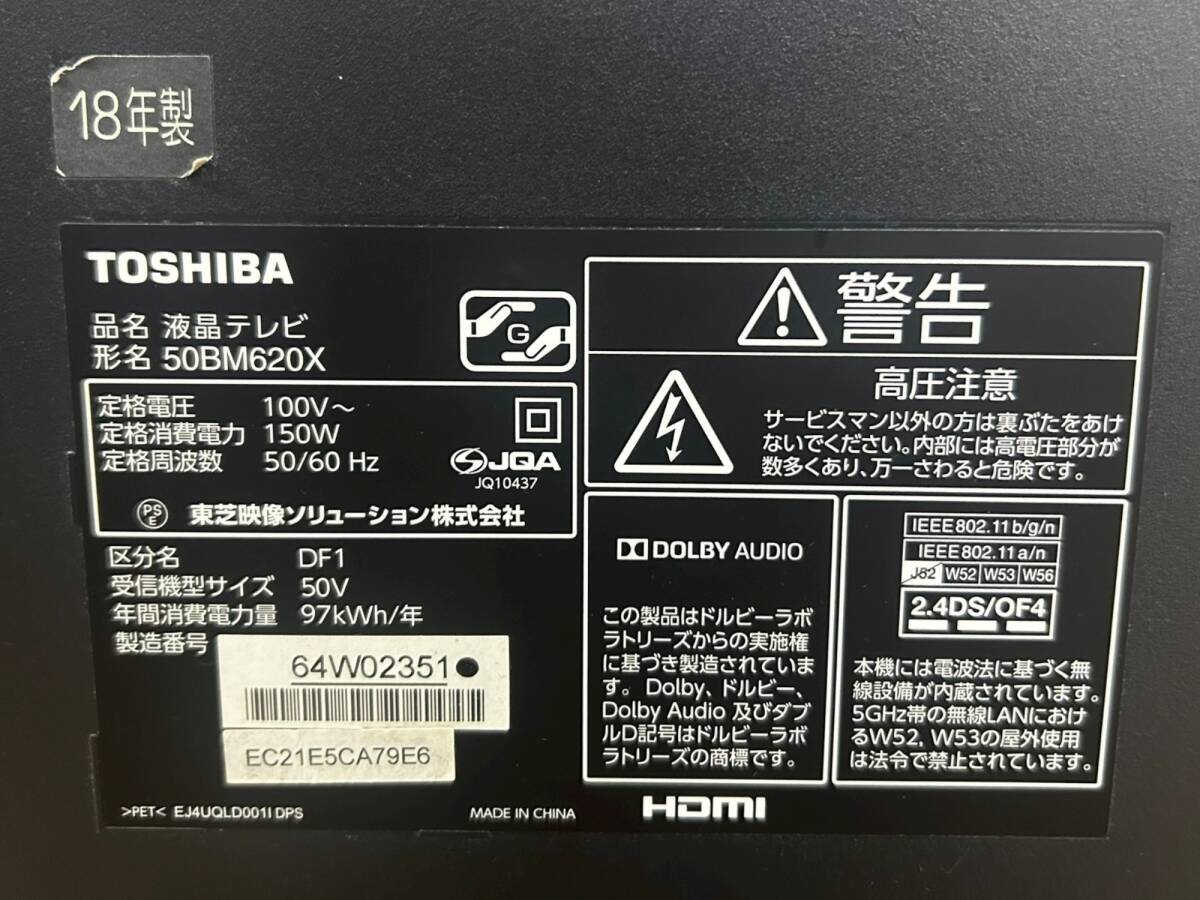 18年製
TOSHIBA
品名 液晶テレビ
形名 50BM620X
G
定格電圧 100V～
定格消費電力 150W
定格周波数 50/60 Hz
JQA
JQ10437
PS
E
東芝映像ソリューション株式会社
区分名 DF1
受信機型サイズ 50V
年間消費電力量 97kWh/年
製造番号
64W02351●
EC21E5CA79E6
>PET< EJ4UQLD001I DPS
MADE IN CHINA
警告
高圧注意
サービスマン以外の方は裏ぶたをあけ
ないでください。内部には高電圧部分が
数多くあり、万一さわると危険です。
DOLBY AUDIO
この製品はドルビーラボ
ラトリーズからの実施権
に基づき製造されていま
す。Dolby、ドルビー、
Dolby Audio 及びダブ
ルD記号はドルビーラボ
ラトリーズの商標です。
IEEE802.11b/g/n
IEEE802.11a/n
J52 W52 W53 W56
2.4DS/OF4
本機には電波法に基づく無
線設備が内蔵されています。
5GHz帯の無線LANにおけ
るW52, W53の屋外使用
は法令で禁止されています。
HDMI